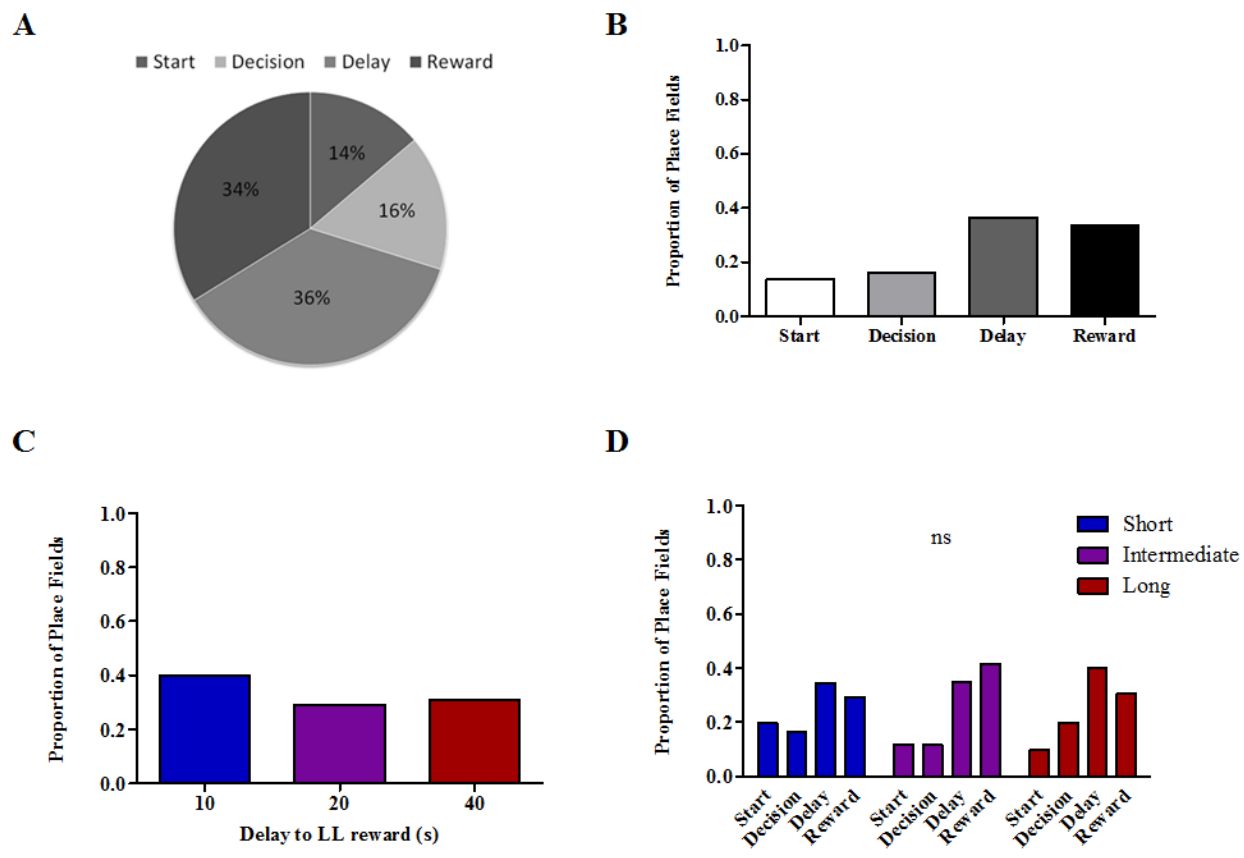 A
Start Decision Delay Reward
14%
34%
16%
36%
B
Proportion of Place Fields
1.0
0.8
0.6
0.4
0.2
0.0
Start Decision Delay Reward
C
Proportion of Place Fields
1.0
0.8
0.6
0.4
0.2
0.0
10 20 40
Delay to LL reward (s)
D
Proportion of Place Fields
1.0
0.8
0.6
0.4
0.2
0.0
ns
Short
Intermediate
Long
Start Decision Delay Reward Start Decision Delay Reward Start Decision Delay Reward